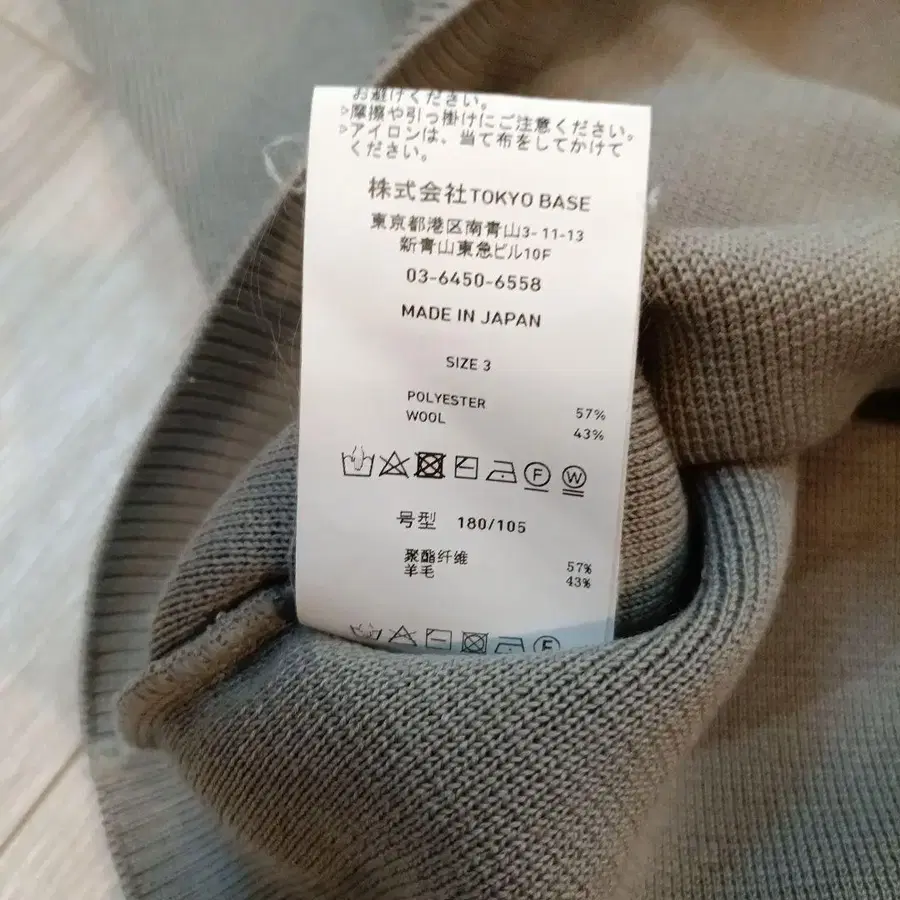 お避けください。
>摩擦や引っ掛けにご注意ください。
>アイロンは、当て布をしてかけて
ください。
株式会社TOKYO BASE
東京都港区南青山3-11-13
新青山東急ビル10F
03-6450-6558
MADE IN JAPAN
SIZE 3
POLYESTER 57%
WOOL 43%
F W
号型 180/105
聚酯纤维 57%
羊毛 43%
F